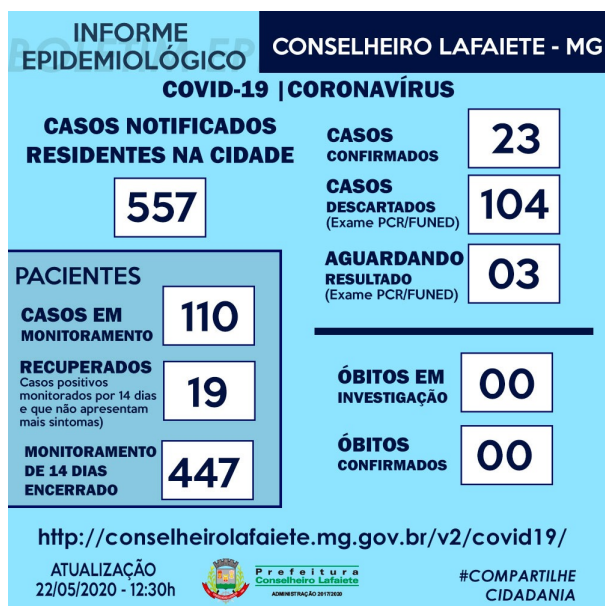 INFORME
EPIDEMIOLÓGICO
CONSELHEIRO LAFAIETE - MG
COVID-19 |CORONAVÍRUS
CASOS NOTIFICADOS
RESIDENTES NA CIDADE
557
CASOS
CONFIRMADOS
23
CASOS
DESCARTADOS
(Exame PCR/FUNED)
104
AGUARDANDO
RESULTADO
(Exame PCR/FUNED)
03
PACIENTES
CASOS EM
MONITORAMENTO
110
RECUPERADOS
Casos positivos
monitorados por 14 dias
e que não apresentam
mais sintomas)
19
MONITORAMENTO
DE 14 DIAS
ENCERRADO
447
ÓBITOS EM
INVESTIGAÇÃO
00
ÓBITOS
CONFIRMADOS
00
http://conselheirolafaiete.mg.gov.br/v2/covid19/
ATUALIZAÇÃO
22/05/2020 - 12:30h
Prefeitura
Conselheiro Lafaiete
ADMINISTRAÇÃO 2017/2020
#COMPARTILHE
CIDADANIA